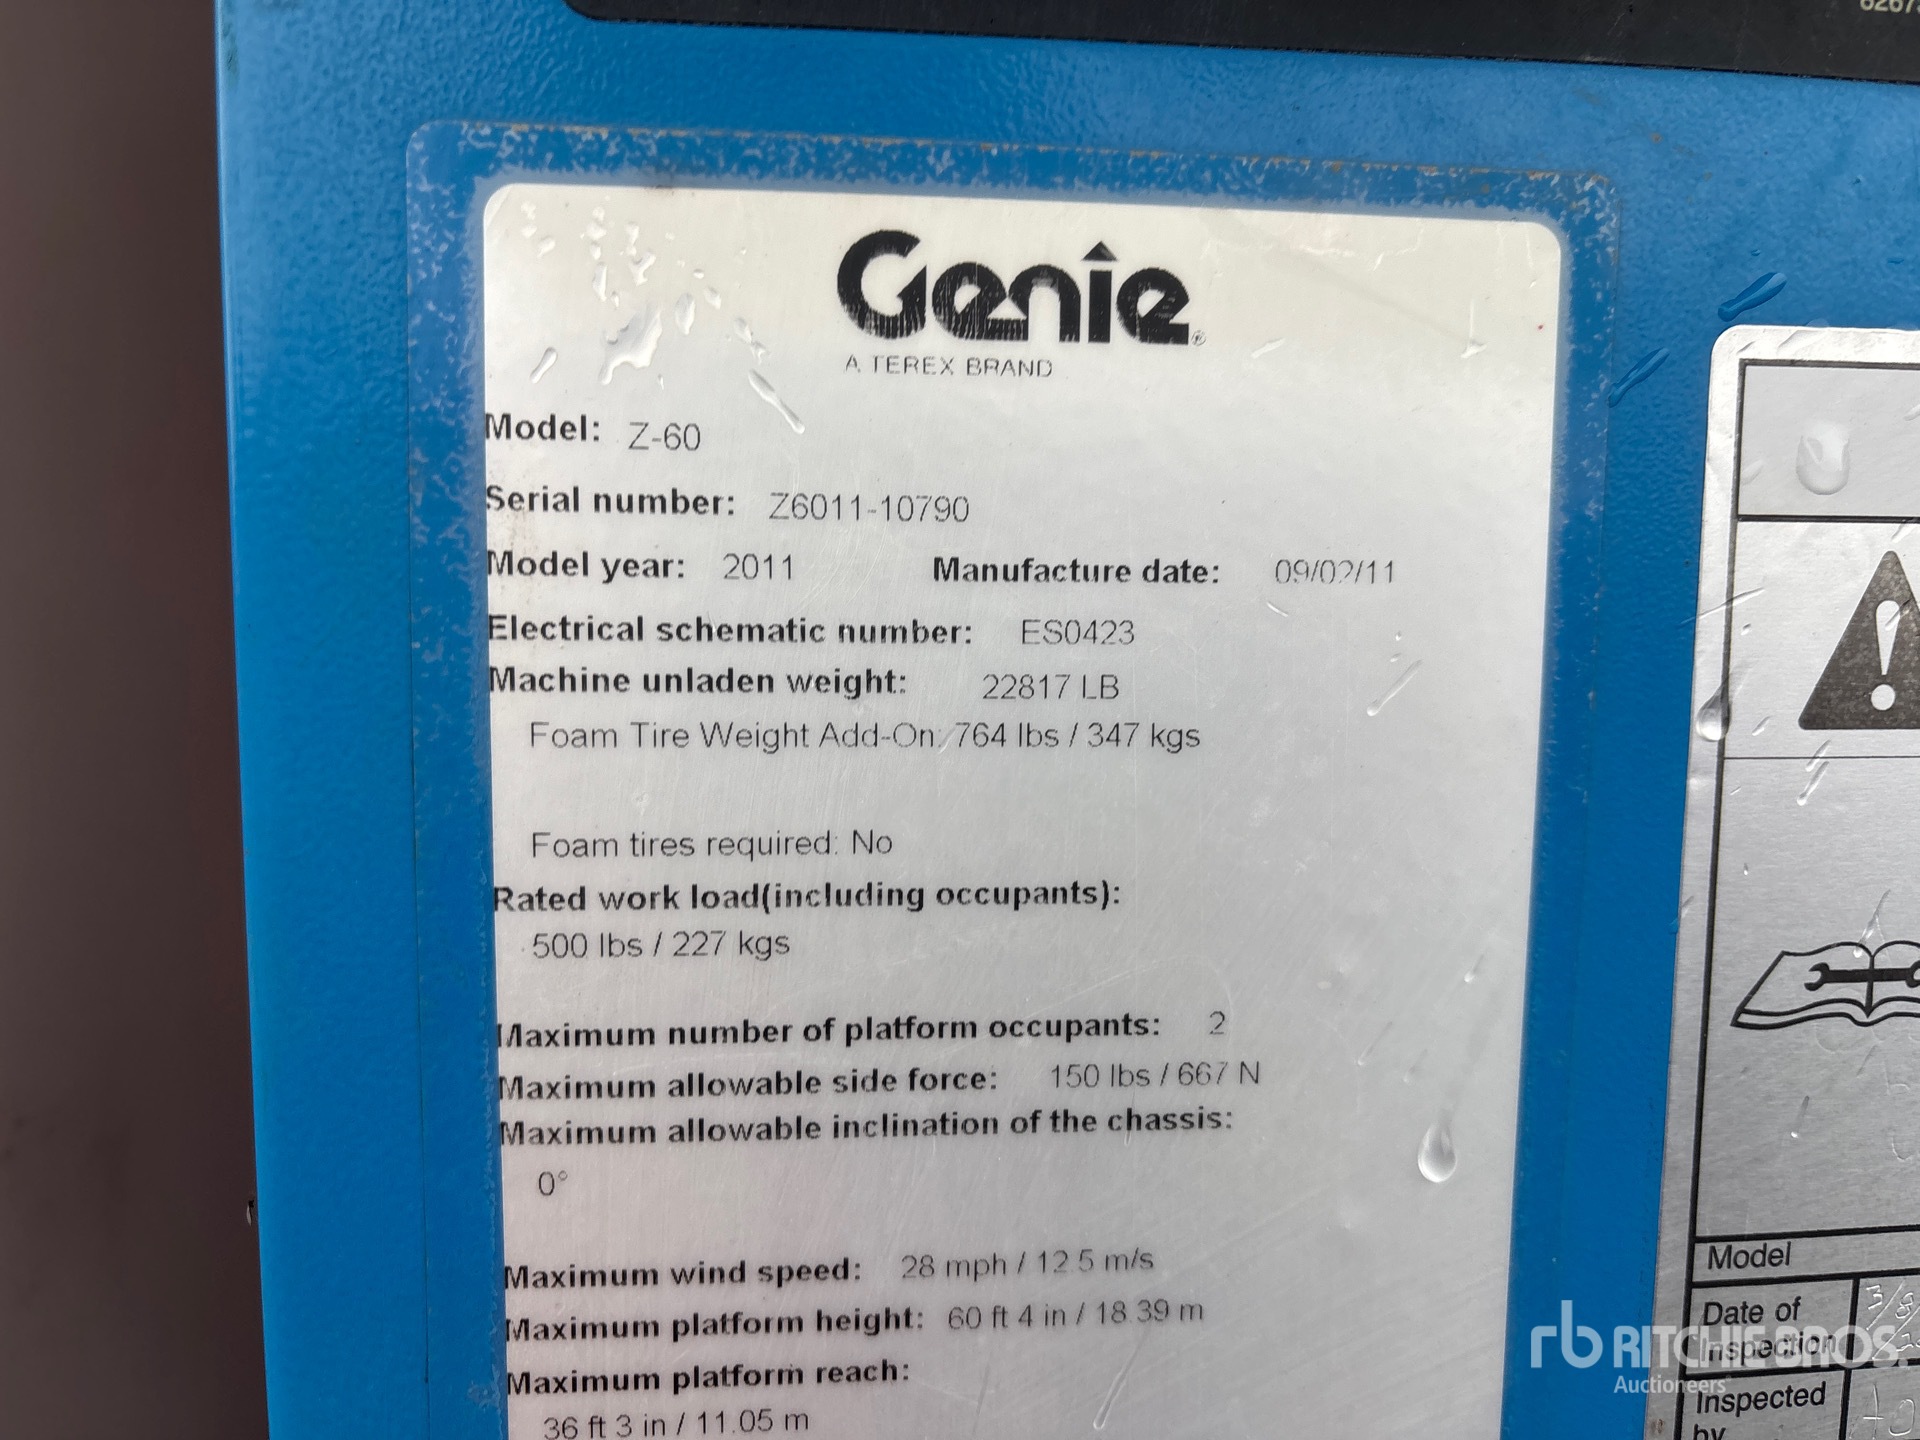 Genie
A TEREX BRAND
Model: Z-60
Serial number: Z6011-10790
Model year: 2011 Manufacture date: 09/02/11
Electrical schematic number: ES0423
Machine unladen weight: 22817 LB
Foam Tire Weight Add-On: 764 lbs / 347 kgs
Foam tires required: No
Rated work load(including occupants):
500 lbs / 227 kgs
Maximum number of platform occupants: 2
Maximum allowable side force: 150 lbs / 667 N
Maximum allowable inclination of the chassis:
0°
Maximum wind speed: 28 mph / 12.5 m/s
Maximum platform height: 60 ft 4 in / 18.39 m
Maximum platform reach:
36 ft 3 in / 11.05 m
Model
Date of
Inspection
Inspected
by
rb RITCHIE BROS.
Auctioneers